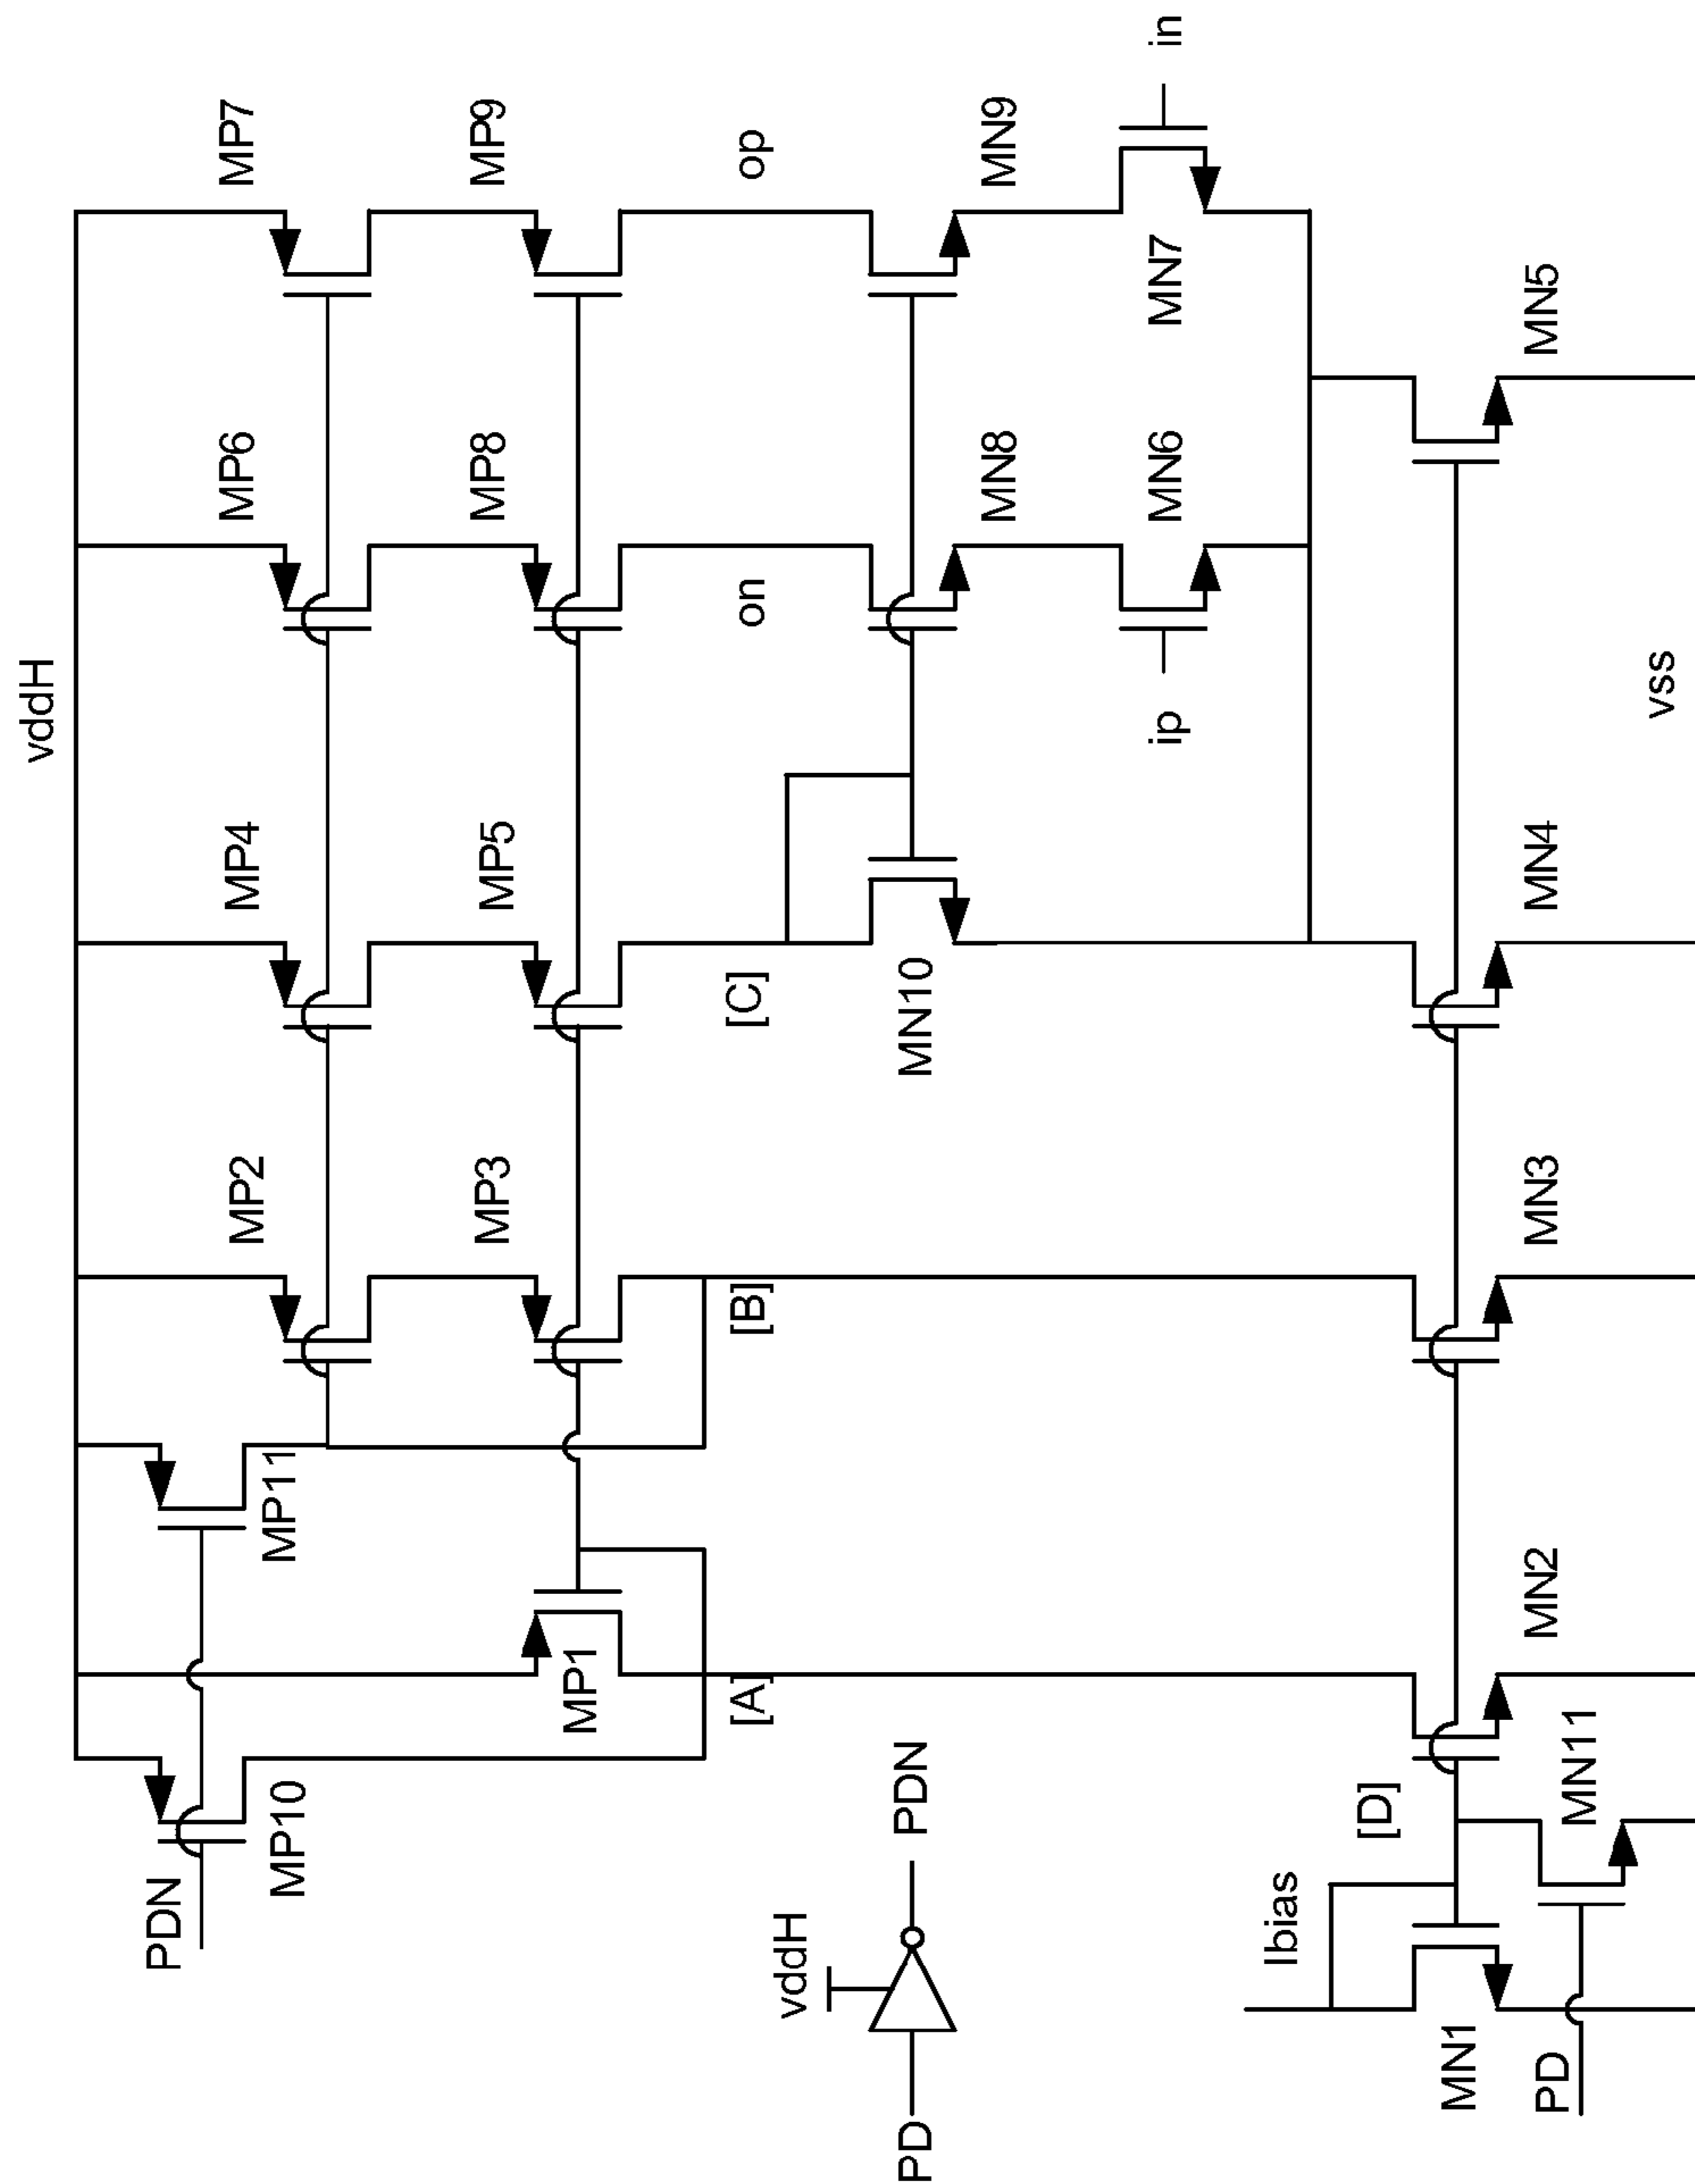 vddH
PDN
MP10
MP11
MP2
MP4
MP6
MP7
MP1
MP3
MP5
MP8
MP9
[A]
[B]
[C]
on
op
vddH
PD
PDN
MN10
MN8
MN9
ip
MN6
MN7
in
Ibias
[D]
MN1
PD
MN11
MN2
MN3
MN4
MN5
vss